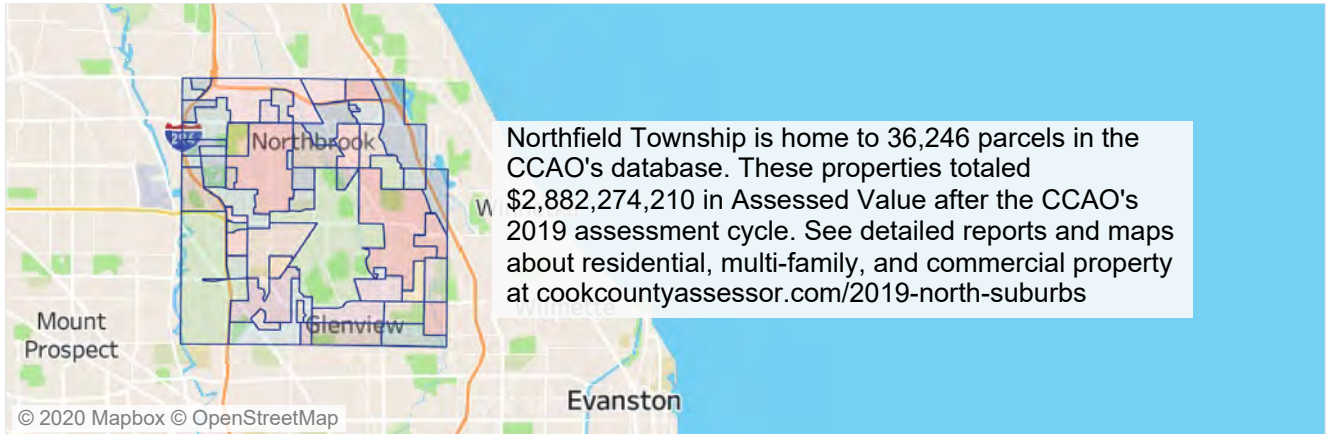 Northbrook
294
Northfield Township is home to 36,246 parcels in the
CCAO's database. These properties totaled
$2,882,274,210 in Assessed Value after the CCAO's
2019 assessment cycle. See detailed reports and maps
about residential, multi-family, and commercial property
at cookcountyassessor.com/2019-north-suburbs
Wilmette
Mount
Prospect
Glenview
Evanston
© 2020 Mapbox © OpenStreetMap